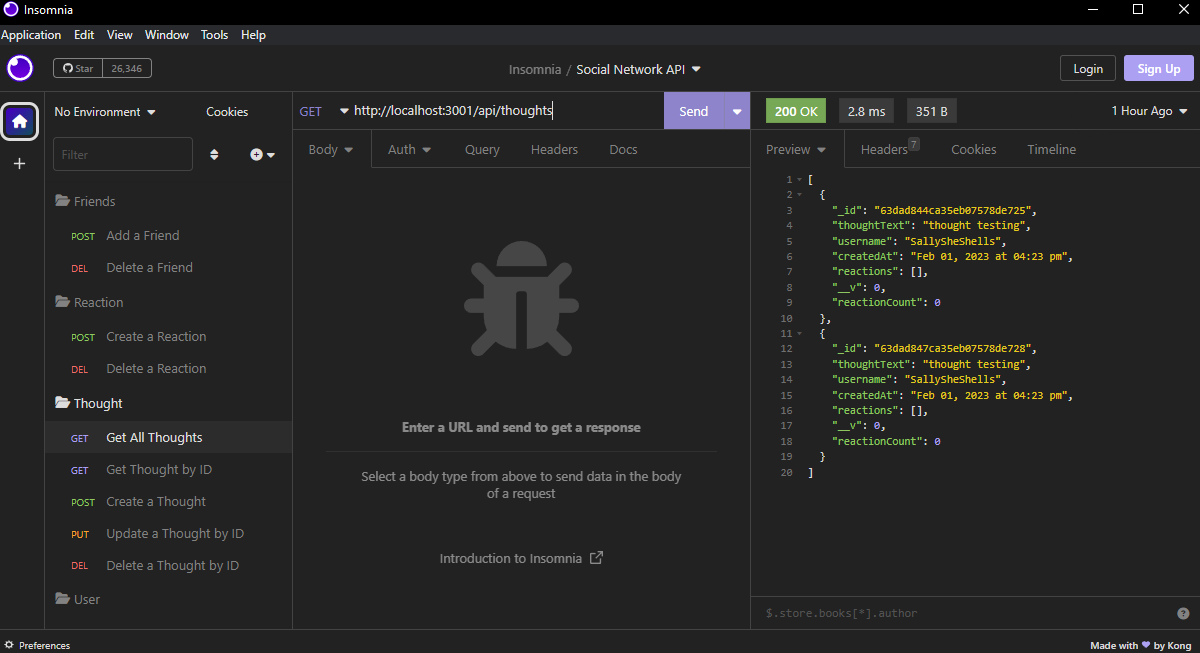 Insomnia
Application Edit View Window Tools Help
Star 26,346
Insomnia / Social Network API
Login Sign Up
No Environment Cookies
Filter
Friends
POST Add a Friend
DEL Delete a Friend
Reaction
POST Create a Reaction
DEL Delete a Reaction
Thought
GET Get All Thoughts
GET Get Thought by ID
POST Create a Thought
PUT Update a Thought by ID
DEL Delete a Thought by ID
User
GET http://localhost:3001/api/thoughts Send
Body Auth Query Headers Docs
Enter a URL and send to get a response
Select a body type from above to send data in the body
of a request
Introduction to Insomnia
200 OK 2.8 ms 351 B 1 Hour Ago
Preview Headers 7 Cookies Timeline
1 [
2 {
3 "_id": "63dad844ca35eb07578de725",
4 "thoughtText": "thought testing",
5 "username": "SallySheShells",
6 "createdAt": "Feb 01, 2023 at 04:23 pm",
7 "reactions": [],
8 "__v": 0,
9 "reactionCount": 0
10 },
11 {
12 "_id": "63dad847ca35eb07578de728",
13 "thoughtText": "thought testing",
14 "username": "SallySheShells",
15 "createdAt": "Feb 01, 2023 at 04:23 pm",
16 "reactions": [],
17 "__v": 0,
18 "reactionCount": 0
19 }
20 ]
$.store.books[*].author
?
Preferences
Made with ♥ by Kong